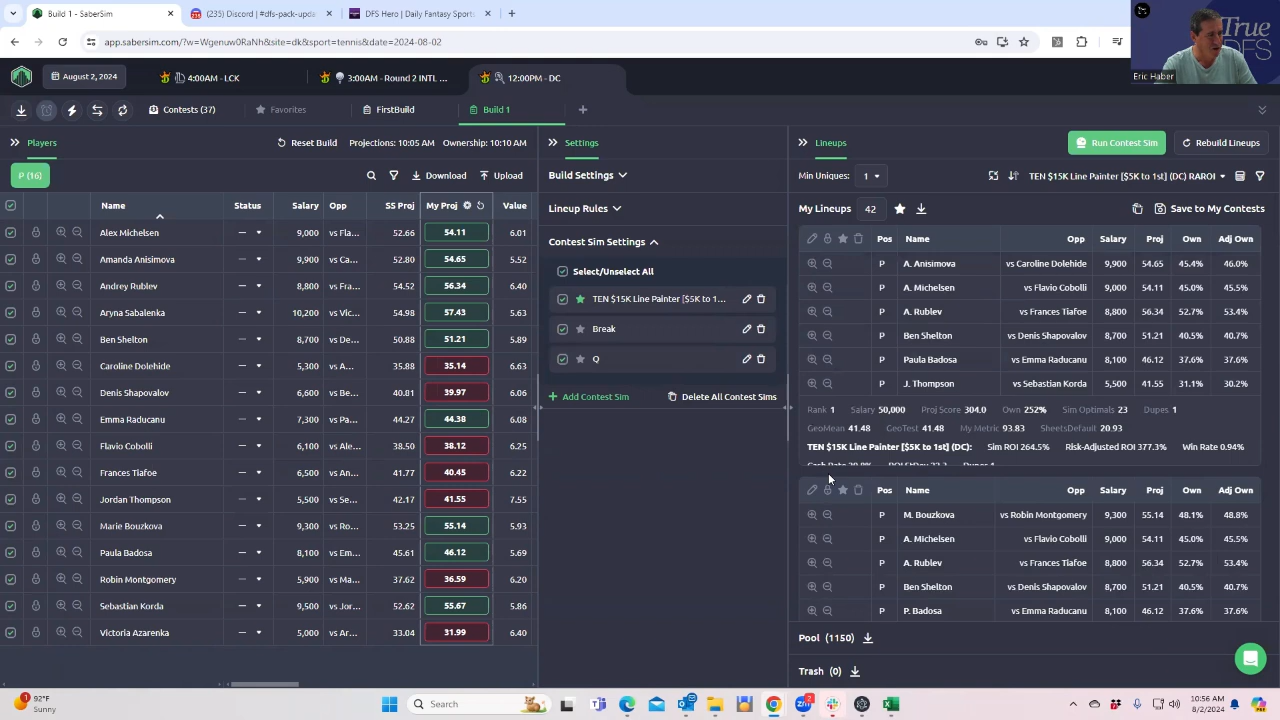 Build 1 - SaberSim
(235) Discord | #dfs-pack-upda
DFS Hero | Daily Fantasy Sports
app.sabersim.com/?w=Wgenuw0RaNh&site=dk&sport=tennis&date=2024-08-02
True
DFS
Eric Haber
August 2, 2024
4:00AM - LCK
3:00AM - Round 2 INTL ...
12:00PM - DC
Contests (37)
Favorites
FirstBuild
Build 1
Players
Reset Build
Projections: 10:05 AM
Ownership: 10:10 AM
Settings
Lineups
Run Contest Sim
Rebuild Lineups
P (16)
Download
Upload
Build Settings
Min Uniques: 1
TEN $15K Line Painter [$5K to 1st] (DC) RAROI
Name Status Salary Opp SS Proj My Proj Value
Alex Michelsen — 9,000 vs Fla... 52.66 54.11 6.01
Amanda Anisimova — 9,900 vs Ca... 52.80 54.65 5.52
Andrey Rublev — 8,800 vs Fra... 54.52 56.34 6.40
Aryna Sabalenka — 10,200 vs Vic... 54.98 57.43 5.63
Ben Shelton — 8,700 vs De... 50.88 51.21 5.89
Caroline Dolehide — 5,300 vs A... 35.88 35.14 6.63
Denis Shapovalov — 6,600 vs Be... 39.80 39.97 6.06
Emma Raducanu — 7,300 vs Pa... 44.27 44.38 6.08
Flavio Cobolli — 6,100 vs Ale... 38.50 38.12 6.25
Frances Tiafoe — 6,500 vs An... 41.77 40.45 6.22
Jordan Thompson — 5,500 vs Se... 42.17 41.55 7.55
Marie Bouzkova — 9,300 vs Ro... 53.25 55.14 5.93
Paula Badosa — 8,100 vs Em... 45.61 46.12 5.69
Robin Montgomery — 5,900 vs Ma... 37.62 36.59 6.20
Sebastian Korda — 9,500 vs Jor... 52.62 55.67 5.86
Victoria Azarenka — 5,000 vs Ar... 33.04 31.99 6.40
Lineup Rules
Contest Sim Settings
Select/Unselect All
TEN $15K Line Painter [$5K to 1...
Break
Q
Add Contest Sim
Delete All Contest Sims
My Lineups 42
Save to My Contests
Pos Name Opp Salary Proj Own Adj Own
P A. Anisimova vs Caroline Dolehide 9,900 54.65 45.4% 46.0%
P A. Michelsen vs Flavio Cobolli 9,000 54.11 45.0% 45.5%
P A. Rublev vs Frances Tiafoe 8,800 56.34 52.7% 53.4%
P Ben Shelton vs Denis Shapovalov 8,700 51.21 40.5% 40.7%
P Paula Badosa vs Emma Raducanu 8,100 46.12 37.6% 37.6%
P J. Thompson vs Sebastian Korda 5,500 41.55 31.1% 30.2%
Rank 1 Salary 50,000 Proj Score 304.0 Own 252% Sim Optimals 23 Dupes 1
GeoMean 41.48 GeoTest 41.48 My Metric 93.83 SheetsDefault 20.93
TEN $15K Line Painter [$5K to 1st] (DC): Sim ROI 264.5% Risk-Adjusted ROI 377.3% Win Rate 0.94%
Pos Name Opp Salary Proj Own Adj Own
P M. Bouzkova vs Robin Montgomery 9,300 55.14 48.1% 48.8%
P A. Michelsen vs Flavio Cobolli 9,000 54.11 45.0% 45.5%
P A. Rublev vs Frances Tiafoe 8,800 56.34 52.7% 53.4%
P Ben Shelton vs Denis Shapovalov 8,700 51.21 40.5% 40.7%
P P. Badosa vs Emma Raducanu 8,100 46.12 37.6% 37.6%
Pool (1150)
Trash (0)
92°F
Sunny
Search
10:56 AM
8/2/2024